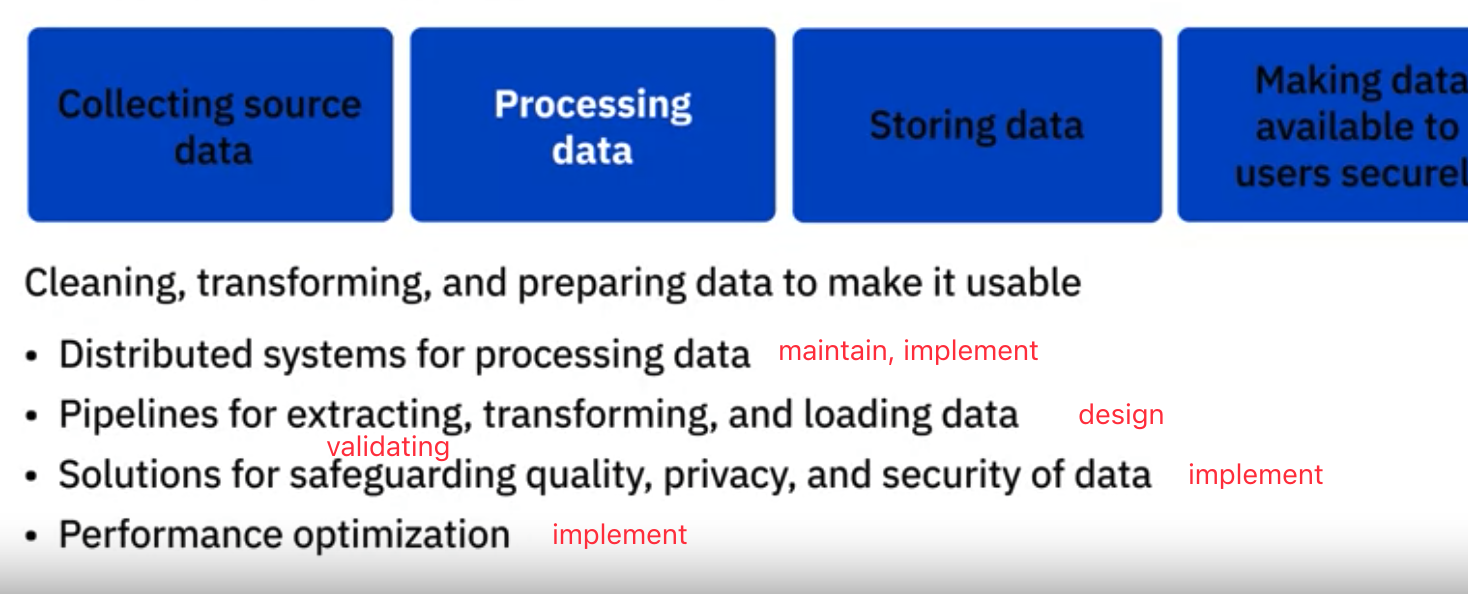 Collecting source
data
Processing
data
Storing data
Making data
available to
users securel
Cleaning, transforming, and preparing data to make it usable
• Distributed systems for processing data maintain, implement
• Pipelines for extracting, transforming, and loading data design
validating
• Solutions for safeguarding quality, privacy, and security of data implement
• Performance optimization implement